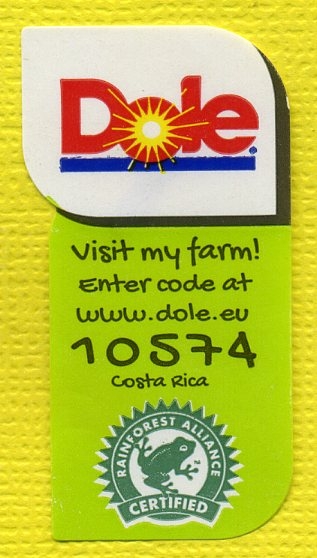 Dole
Visit my farm!
Enter code at
www.dole.eu
10574
Costa Rica
RAINFOREST ALLIANCE
CERTIFIED